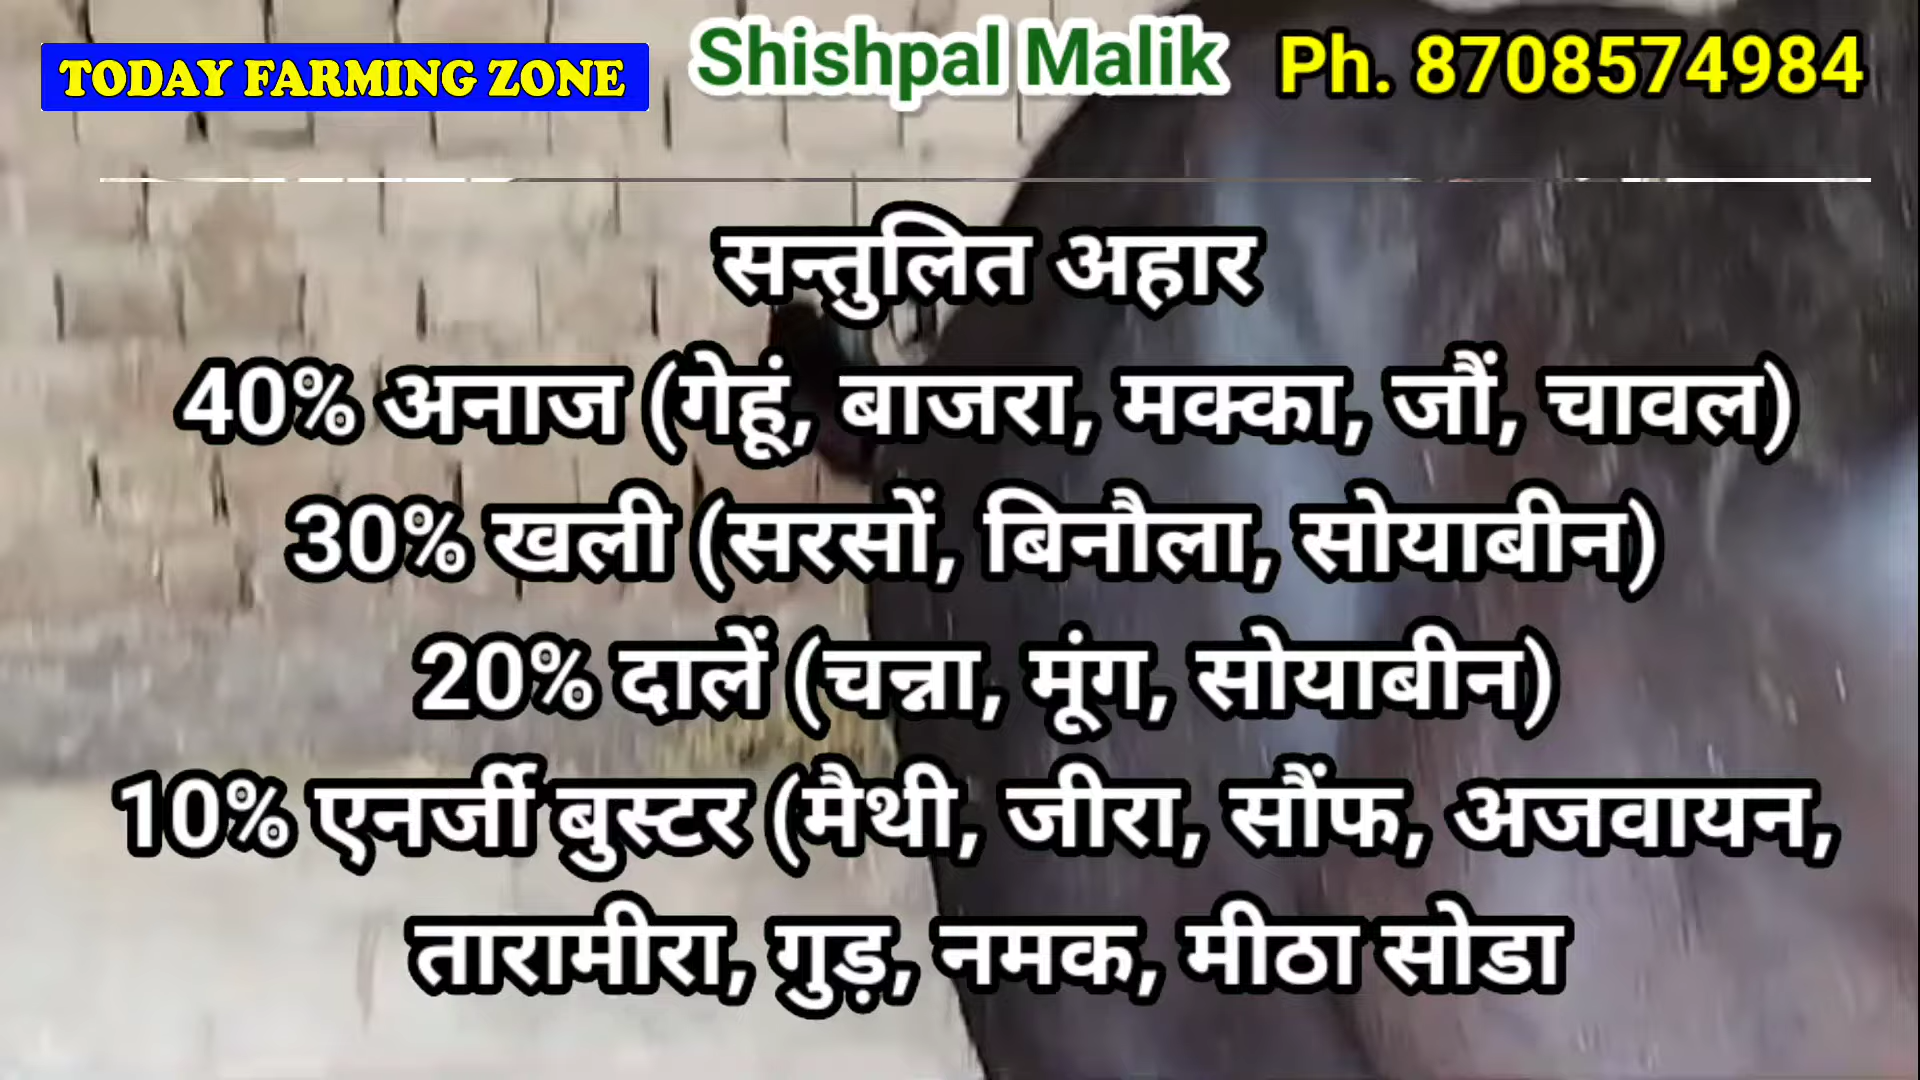 TODAY FARMING ZONE Shishpal Malik Ph. 8708574984
सन्तुलित अहार
40% अनाज (गेहूं, बाजरा, मक्का, जौं, चावल)
30% खली (सरसों, बिनौला, सोयाबीन)
20% दालें (चन्ना, मूंग, सोयाबीन)
10% एनर्जी बुस्टर (मैथी, जीरा, सौंफ, अजवायन,
तारामीरा, गुड़, नमक, मीठा सोडा